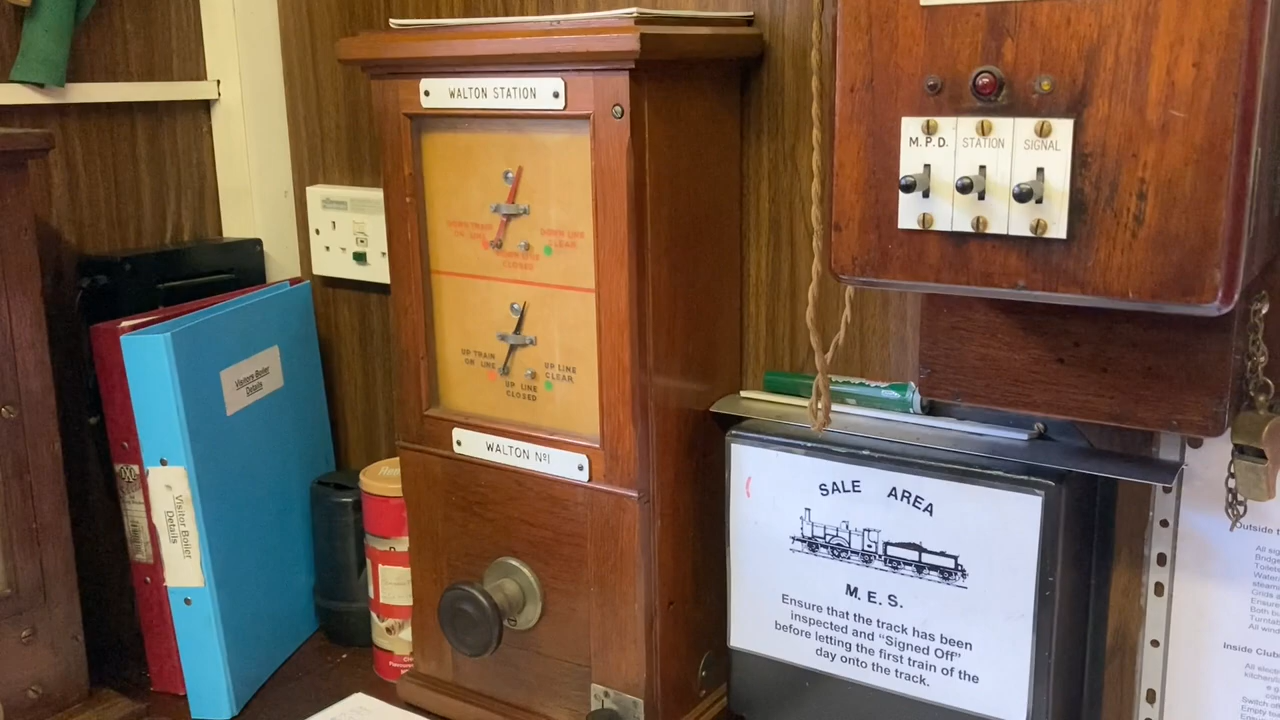 WALTON STATION
DOWN TRAIN
ON LINE
DOWN LINE
CLEAR
DOWN LINE
CLOSED
UP TRAIN
ON LINE
UP LINE
CLEAR
UP LINE
CLOSED
WALTON Nº1
M.P.D.
STATION
SIGNAL
Visitors Boiler
Details
Visitor Boiler
Details
SALE AREA
M.E.S.
Ensure that the track has been
inspected and "Signed Off"
before letting the first train of the
day onto the track.
Outside
Inside Club